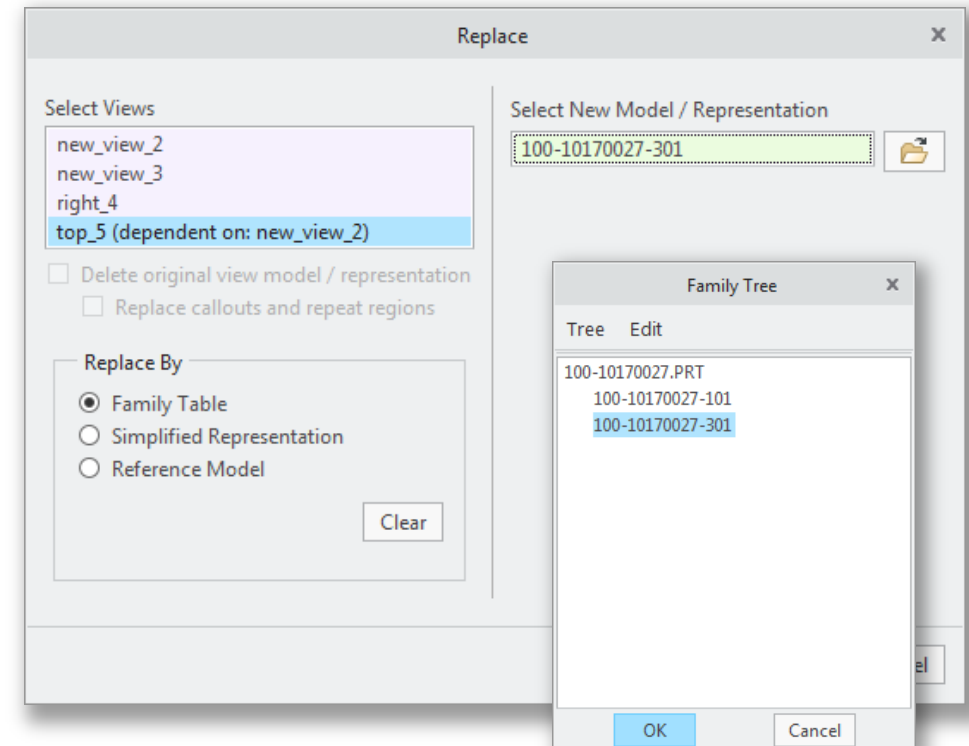 Replace
x
Select Views
new_view_2
new_view_3
right_4
top_5 (dependent on: new_view_2)
Delete original view model / representation
Replace callouts and repeat regions
Replace By
Family Table
Simplified Representation
Reference Model
Clear
Select New Model / Representation
100-10170027-301
Family Tree
x
Tree Edit
100-10170027.PRT
100-10170027-101
100-10170027-301
OK Cancel